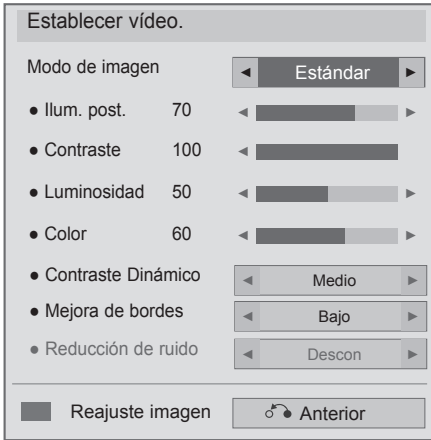 Establecer vídeo.
Modo de imagen ◄ Estándar ►
● Ilum. post. 70 ◄ ►
● Contraste 100 ◄
● Luminosidad 50 ◄ ►
● Color 60 ◄ ►
● Contraste Dinámico ◄ Medio ►
● Mejora de bordes ◄ Bajo ►
● Reducción de ruido ◄ Descon ►
Reajuste imagen Anterior